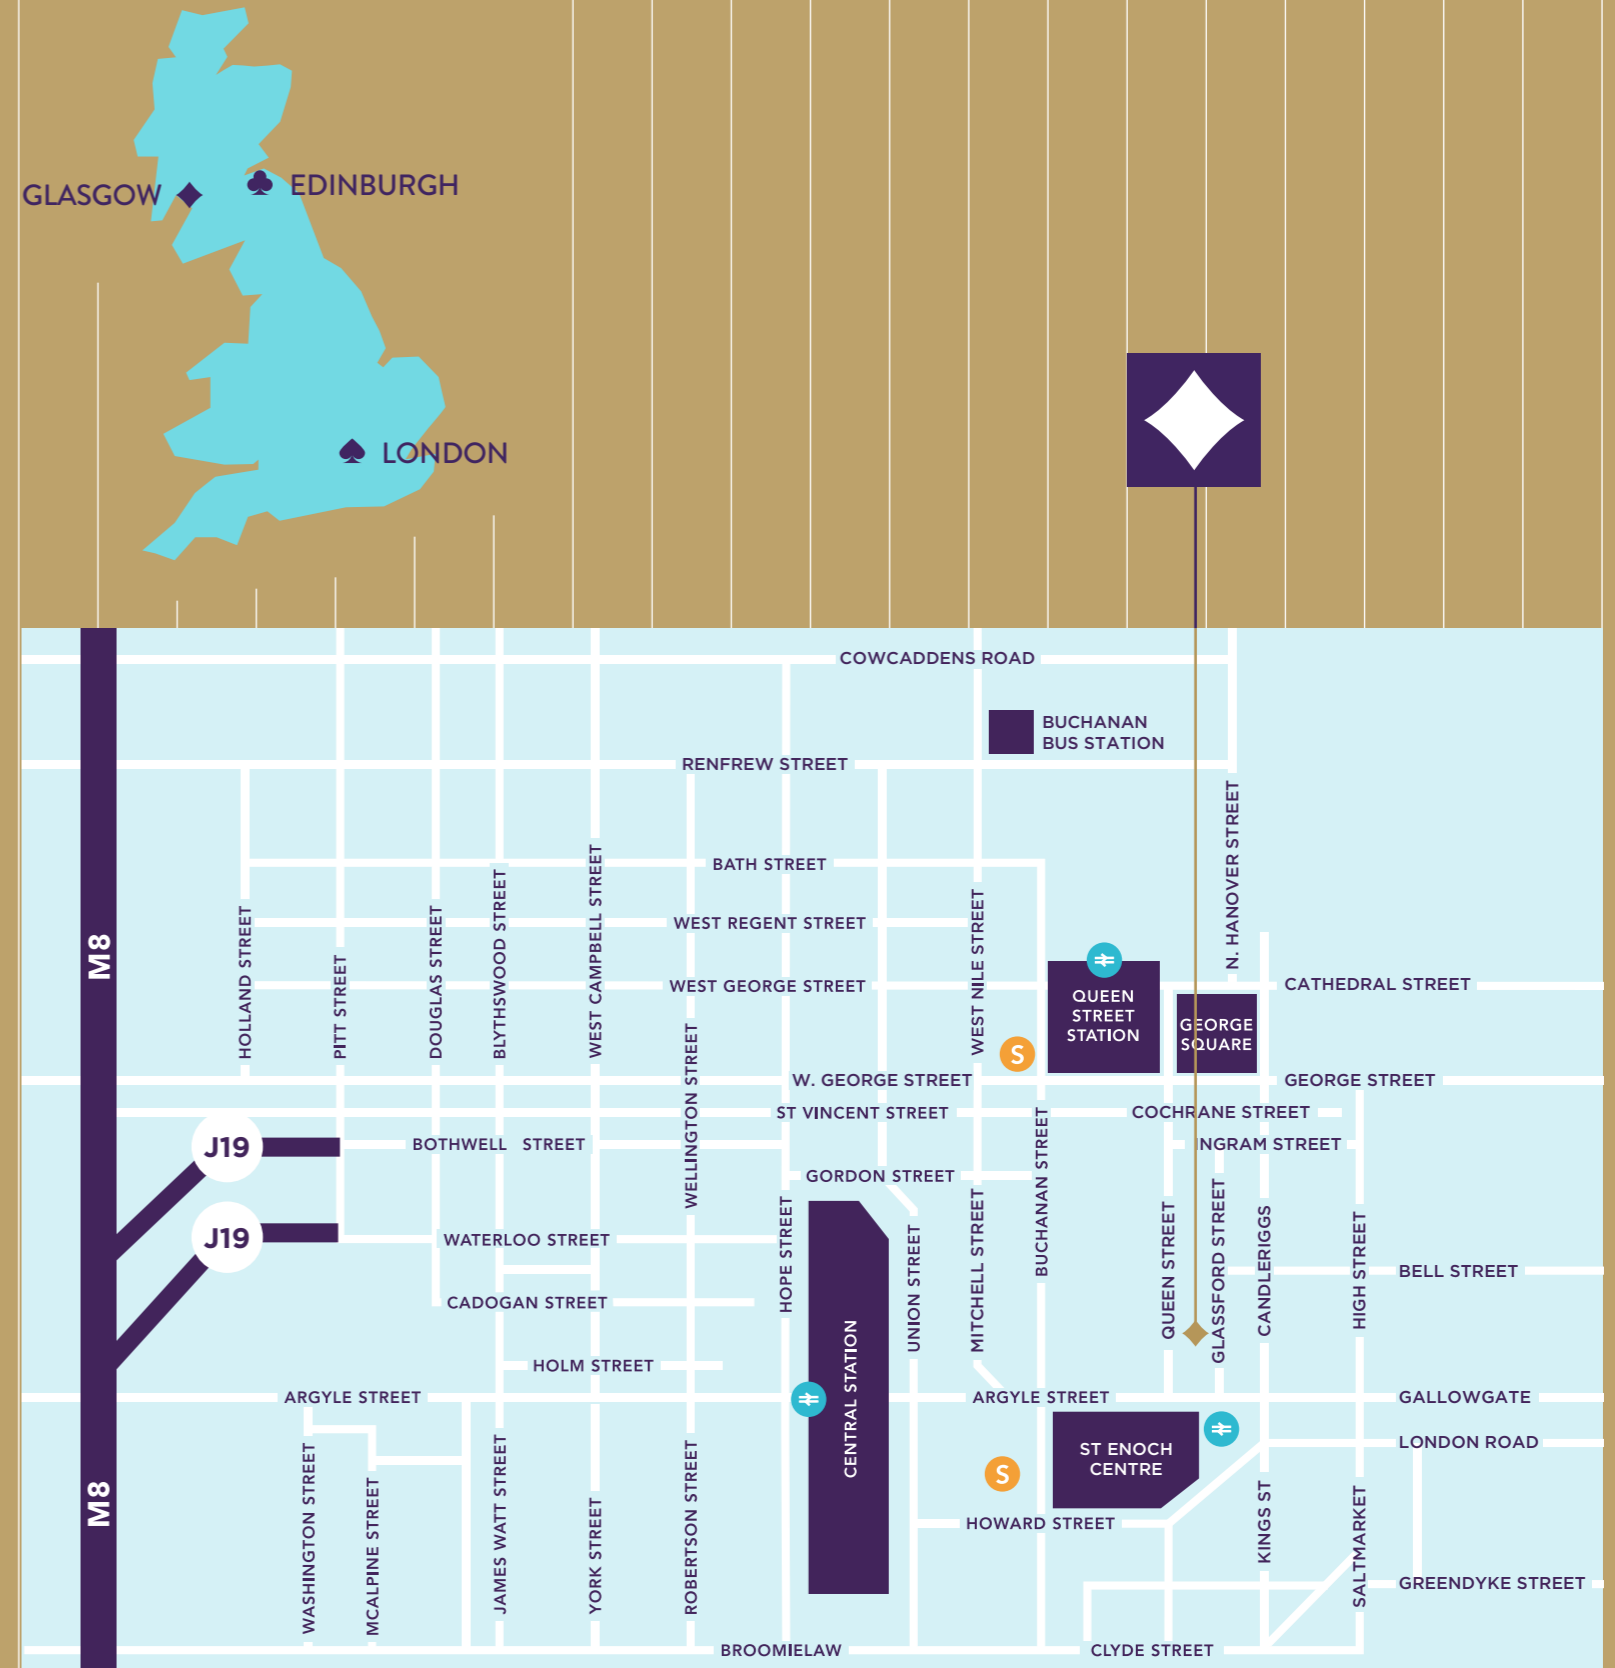 EDINBURGH
GLASGOW
LONDON
COWCADDENS ROAD
BUCHANAN
BUS STATION
RENFREW STREET
N. HANOVER STREET
BATH STREET
WEST REGENT STREET
WEST GEORGE STREET
CATHEDRAL STREET
M8
HOLLAND STREET
PITT STREET
DOUGLAS STREET
BLYTHSWOOD STREET
WEST CAMPBELL STREET
WELLINGTON STREET
WEST NILE STREET
QUEEN
STREET
STATION
GEORGE
SQUARE
S
W. GEORGE STREET
GEORGE STREET
ST VINCENT STREET
COCHRANE STREET
J19
BOTHWELL STREET
INGRAM STREET
GORDON STREET
J19
WATERLOO STREET
HOPE STREET
UNION STREET
MITCHELL STREET
BUCHANAN STREET
QUEEN STREET
GLASSFORD STREET
CANDLERIGGS
HIGH STREET
BELL STREET
CADOGAN STREET
HOLM STREET
ARGYLE STREET
CENTRAL STATION
ARGYLE STREET
GALLOWGATE
LONDON ROAD
ST ENOCH
CENTRE
S
M8
WASHINGTON STREET
MCALPINE STREET
JAMES WATT STREET
YORK STREET
ROBERTSON STREET
HOWARD STREET
KINGS ST
SALTMARKET
GREENDYKE STREET
BROOMIELAW
CLYDE STREET